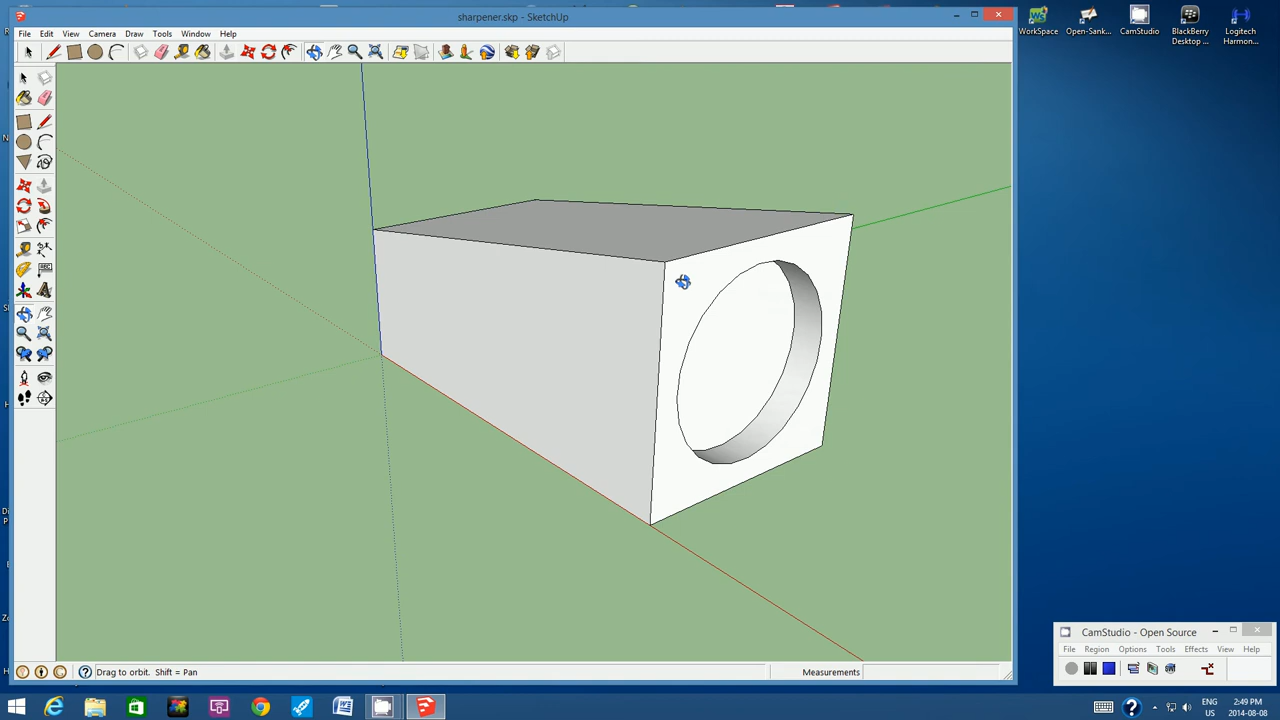 sharpener.skp - SketchUp
File Edit View Camera Draw Tools Window Help
WorkSpace
Open-Sank...
CamStudio
BlackBerry
Desktop ...
Logitech
Harmon...
Drag to orbit. Shift = Pan
Measurements
CamStudio - Open Source
File Region Options Tools Effects View Help
ENG
US
2:49 PM
2014-08-08